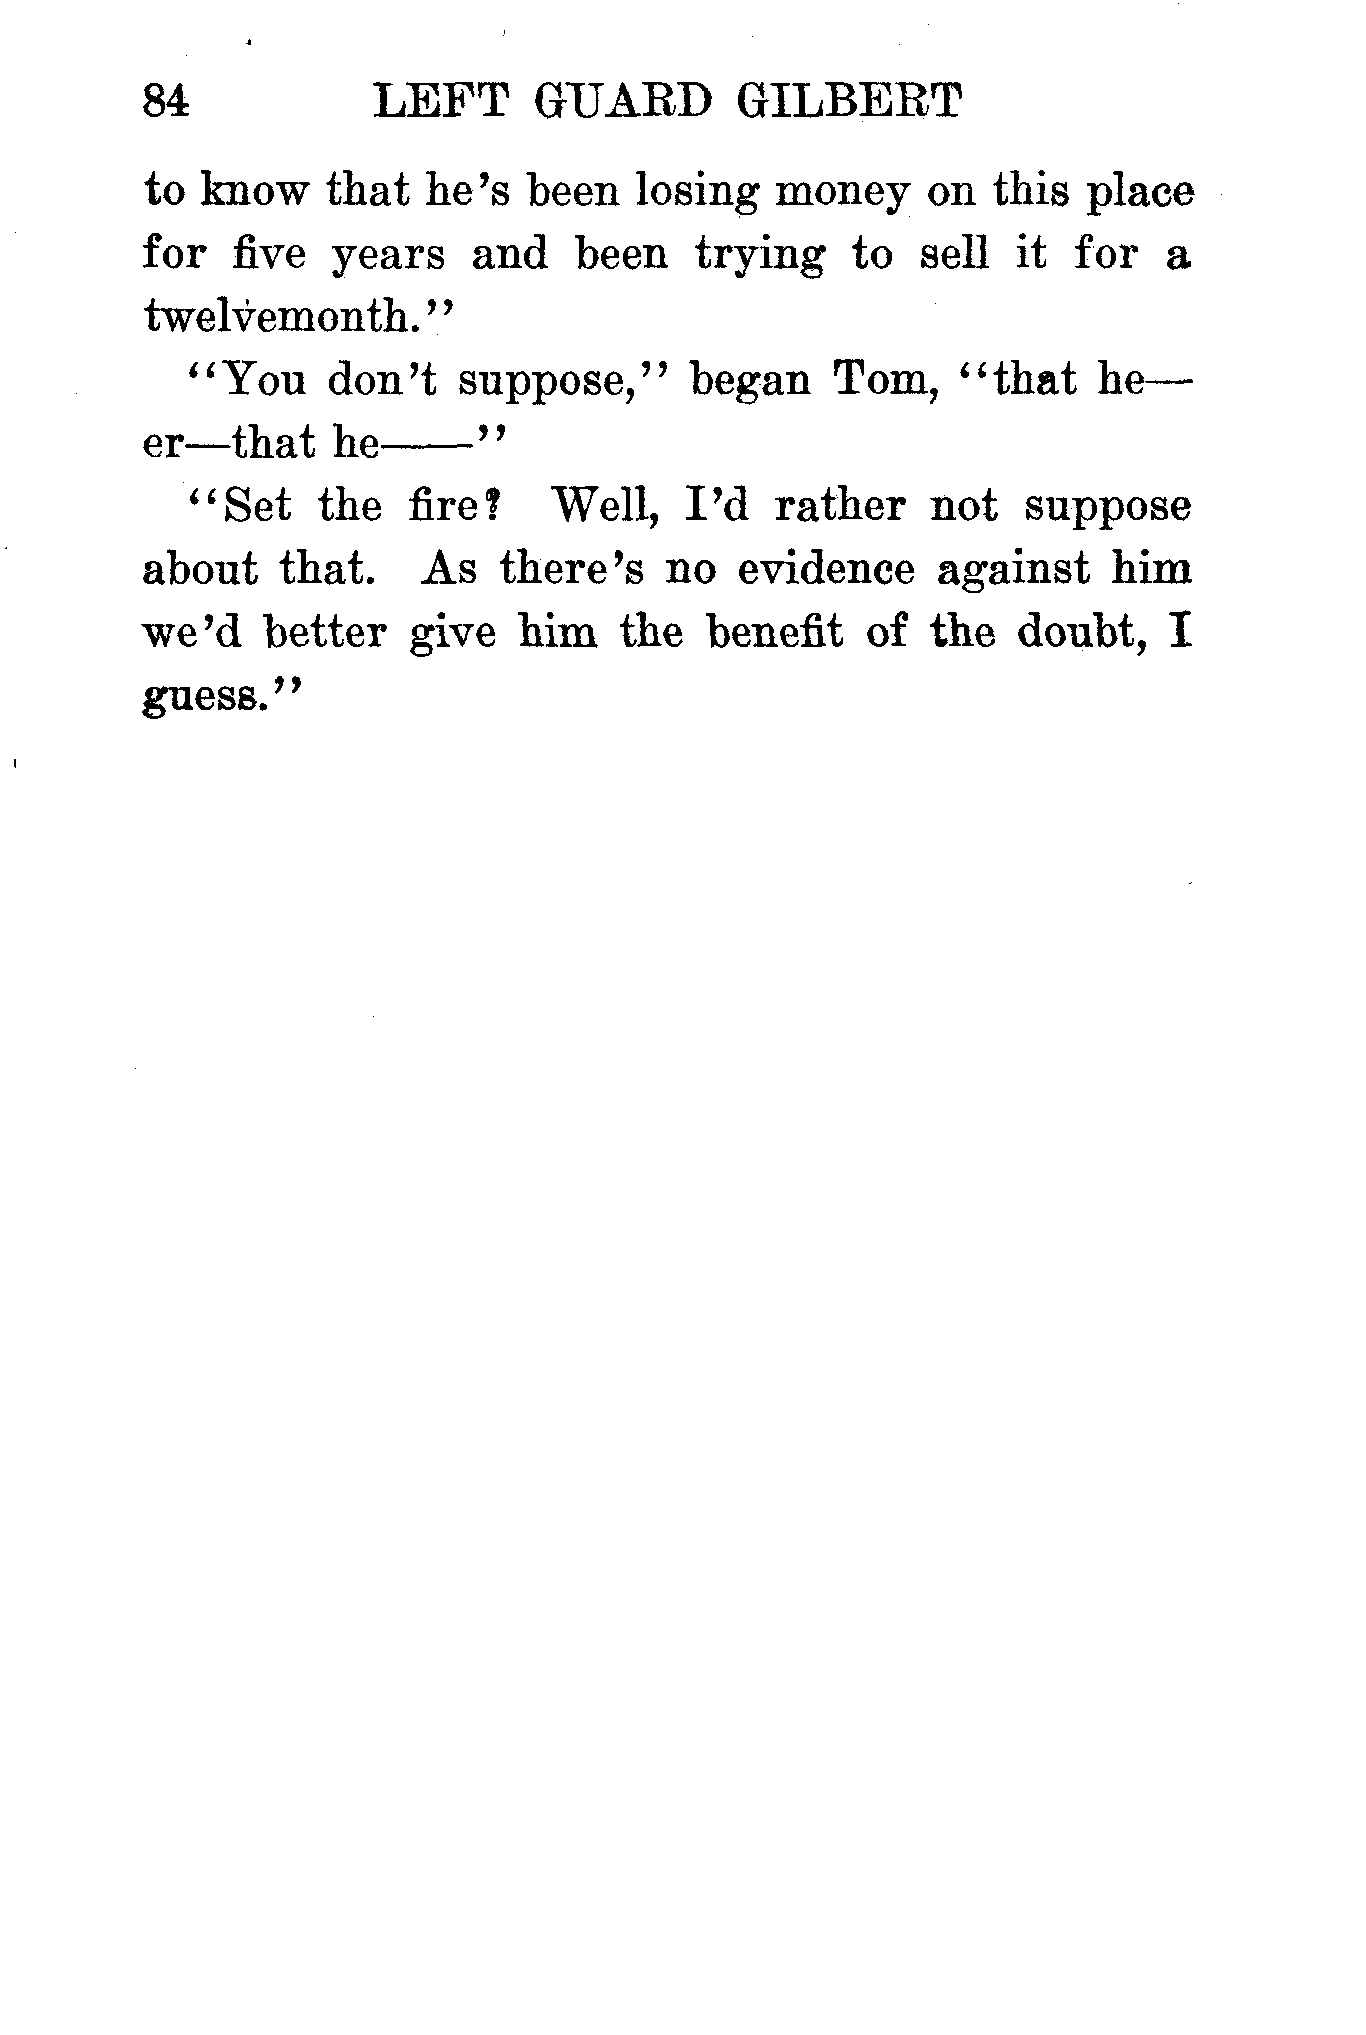 84 LEFT GUARD GILBERT
to know that he's been losing money on this place
for five years and been trying to sell it for a
twelvemonth."
"You don't suppose," began Tom, "that he—
er—that he——"
"Set the fire? Well, I'd rather not suppose
about that. As there's no evidence against him
we'd better give him the benefit of the doubt, I
guess."